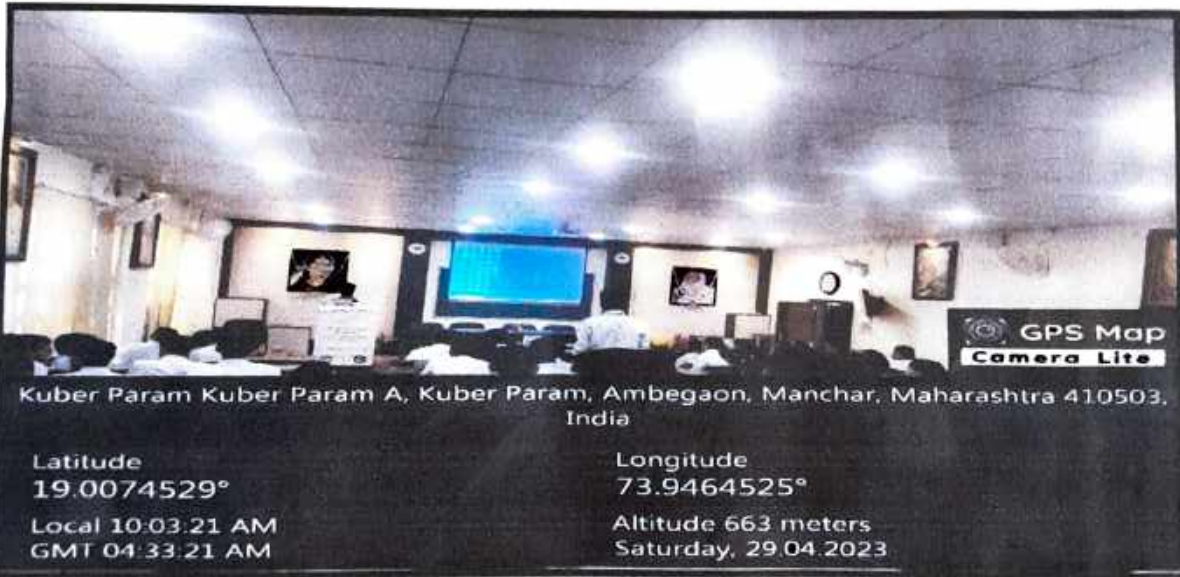 GPS Map
Camera Lite
Kuber Param Kuber Param A, Kuber Param, Ambegaon, Manchar, Maharashtra 410503,
India
Latitude
19.0074529°
Longitude
73.9464525°
Local 10:03:21 AM
GMT 04:33:21 AM
Altitude 663 meters
Saturday, 29.04.2023